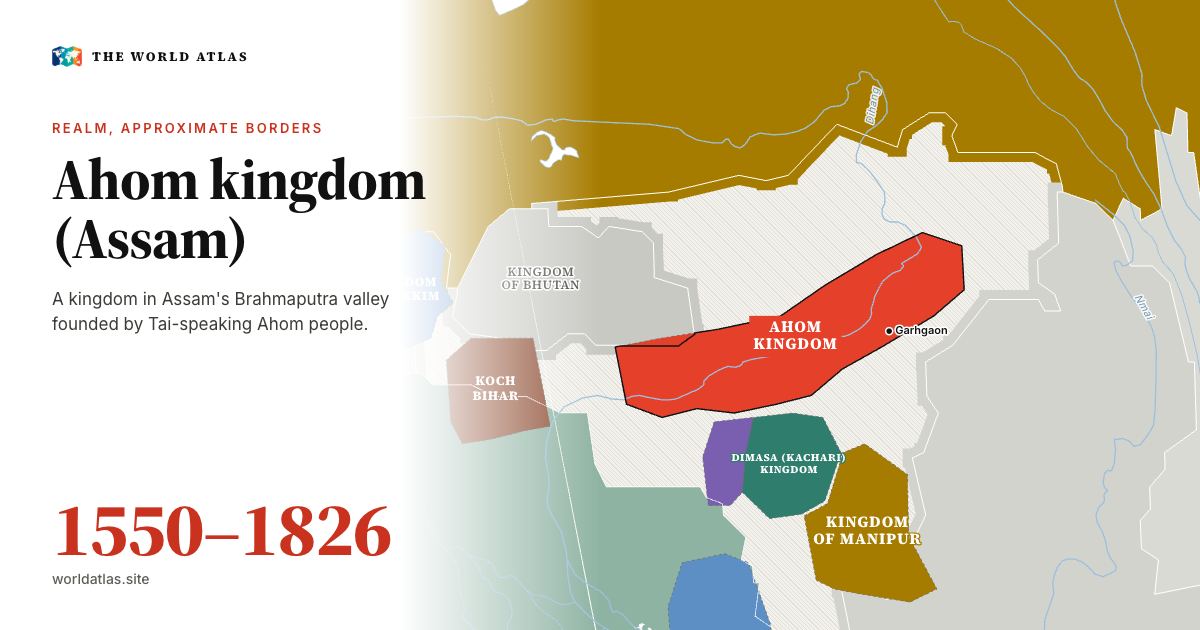 THE WORLD ATLAS
REALM, APPROXIMATE BORDERS
Ahom kingdom
(Assam)
A kingdom in Assam's Brahmaputra valley
founded by Tai-speaking Ahom people.
1550–1826
worldatlas.site
Dihang
KINGDOM
OF BHUTAN
Nmai
AHOM
KINGDOM
Garhgaon
KOCH
BIHAR
DIMASA (KACHARI)
KINGDOM
KINGDOM
OF MANIPUR